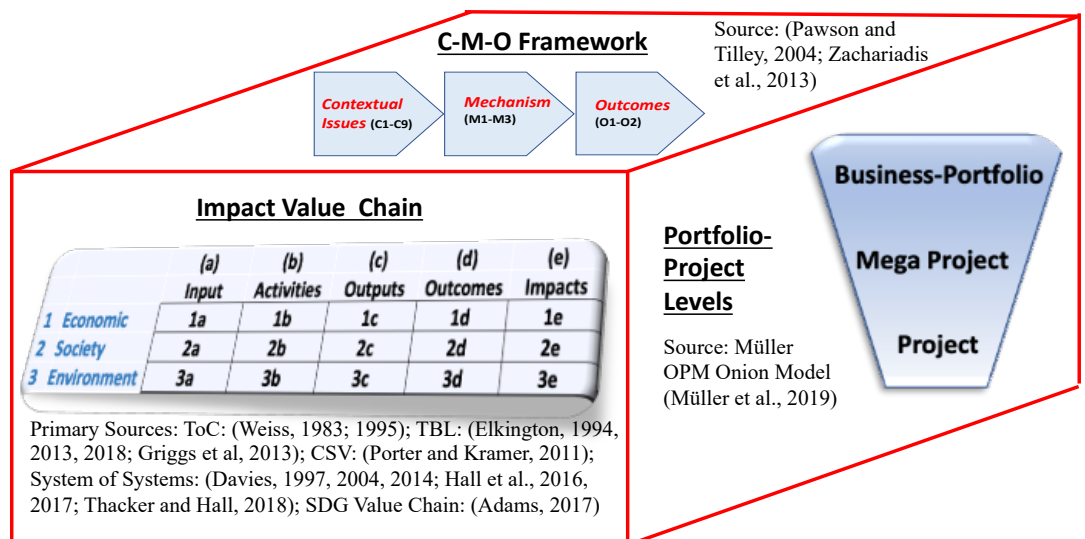 C-M-O Framework
Source: (Pawson and
Tilley, 2004; Zachariadis
et al., 2013)
Contextual
Issues (C1-C9)
Mechanism
(M1-M3)
Outcomes
(O1-O2)
Impact Value Chain
(a) (b) (c) (d) (e)
Input Activities Outputs Outcomes Impacts
1 Economic 1a 1b 1c 1d 1e
2 Society 2a 2b 2c 2d 2e
3 Environment 3a 3b 3c 3d 3e
Primary Sources: ToC: (Weiss, 1983; 1995); TBL: (Elkington, 1994,
2013, 2018; Griggs et al, 2013); CSV: (Porter and Kramer, 2011);
System of Systems: (Davies, 1997, 2004, 2014; Hall et al., 2016,
2017; Thacker and Hall, 2018); SDG Value Chain: (Adams, 2017)
Portfolio-
Project
Levels
Source: Müller
OPM Onion Model
(Müller et al., 2019)
Business-Portfolio
Mega Project
Project